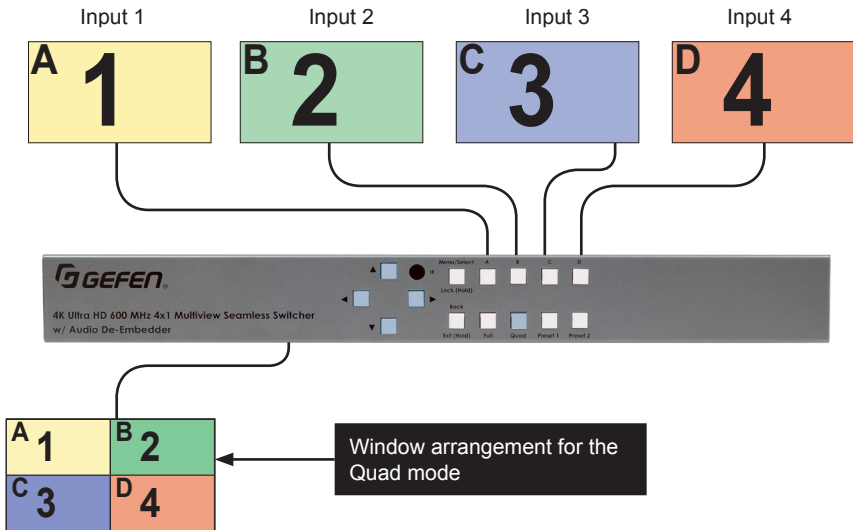 Input 1 Input 2 Input 3 Input 4
A 1 B 2 C 3 D 4
Menu/Select A B C D
IR
GEFEN®
Lock (Hold)
4K Ultra HD 600 MHz 4x1 Multiview Seamless Switcher
Back
w/ Audio De-Embedder
Exit (Hold) Full Quad Preset 1 Preset 2
A 1 B 2
C 3 D 4
Window arrangement for the
Quad mode